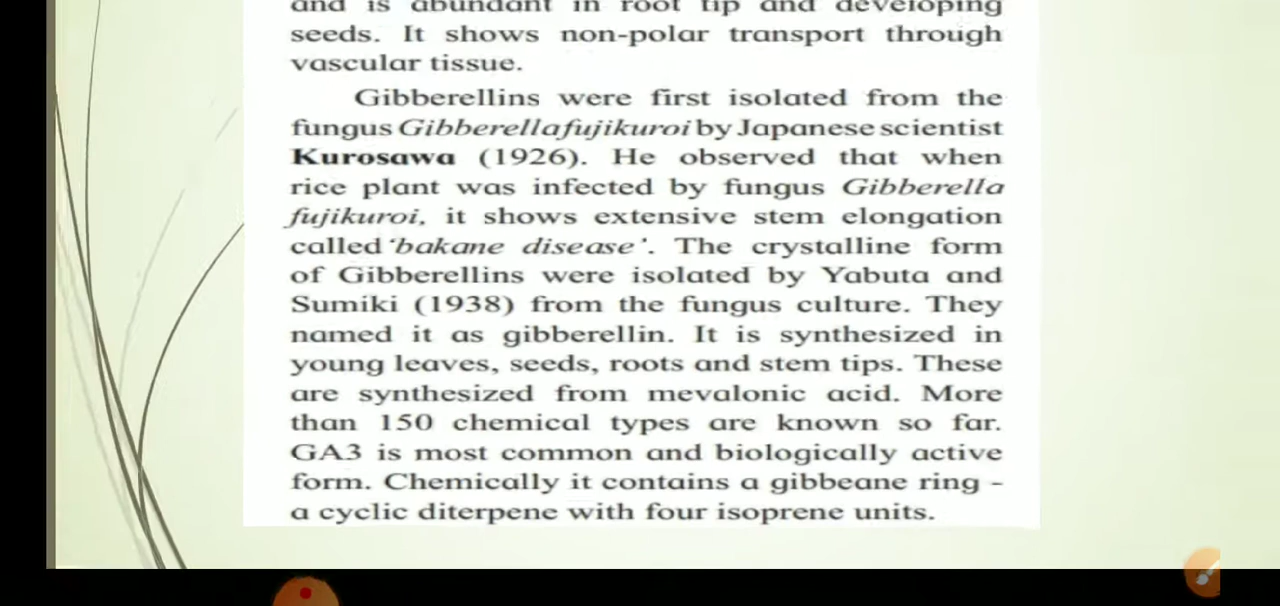 and is abundant in root tip and developing
seeds. It shows non-polar transport through
vascular tissue.
Gibberellins were first isolated from the
fungus Gibberellafujikuroi by Japanese scientist
Kurosawa (1926). He observed that when
rice plant was infected by fungus Gibberella
fujikuroi, it shows extensive stem elongation
called ‘bakane disease’. The crystalline form
of Gibberellins were isolated by Yabuta and
Sumiki (1938) from the fungus culture. They
named it as gibberellin. It is synthesized in
young leaves, seeds, roots and stem tips. These
are synthesized from mevalonic acid. More
than 150 chemical types are known so far.
GA3 is most common and biologically active
form. Chemically it contains a gibbeane ring -
a cyclic diterpene with four isoprene units.